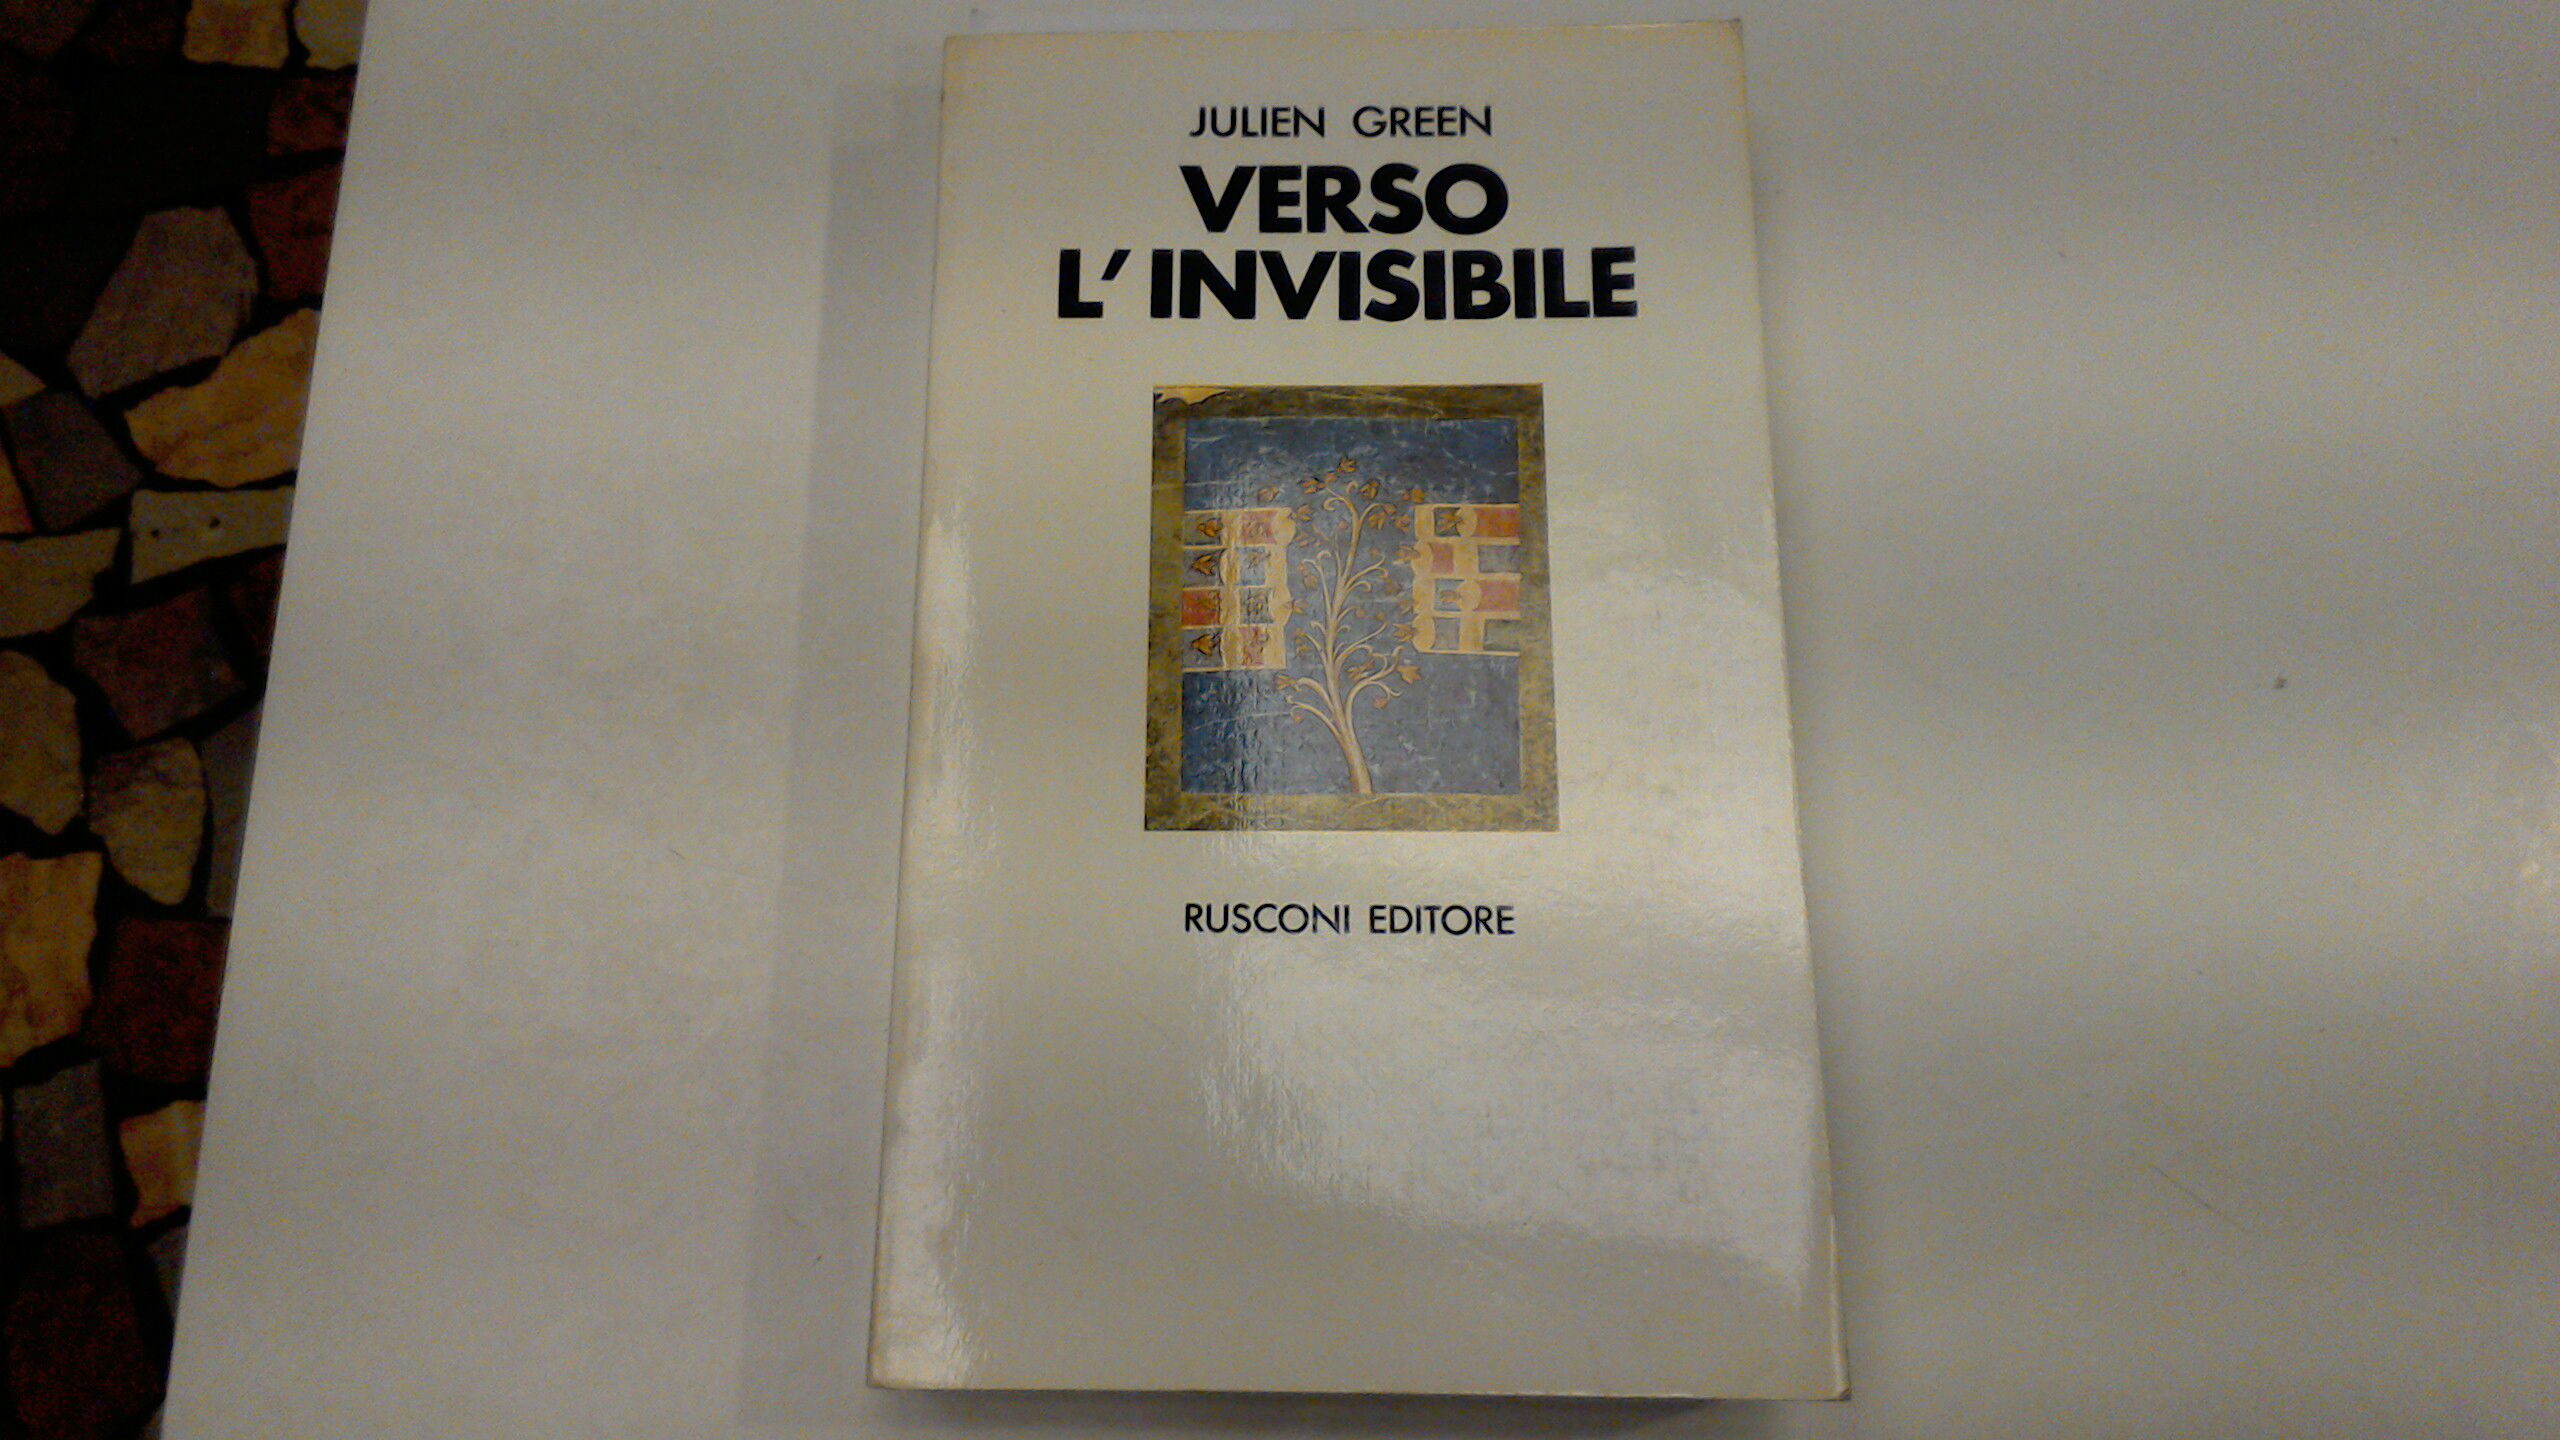 JULIEN GREEN
VERSO
L'INVISIBILE
RUSCONI EDITORE